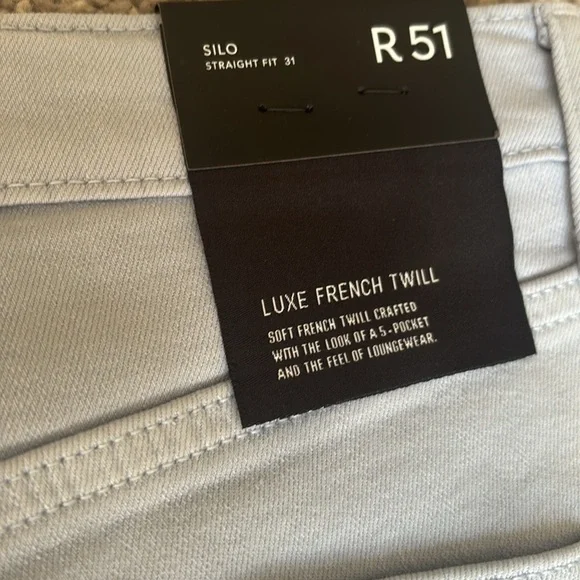 SILO
STRAIGHT FIT 31
R 51
LUXE FRENCH TWILL
SOFT FRENCH TWILL CRAFTED
WITH THE LOOK OF A 5-POCKET
AND THE FEEL OF LOUNGEWEAR.